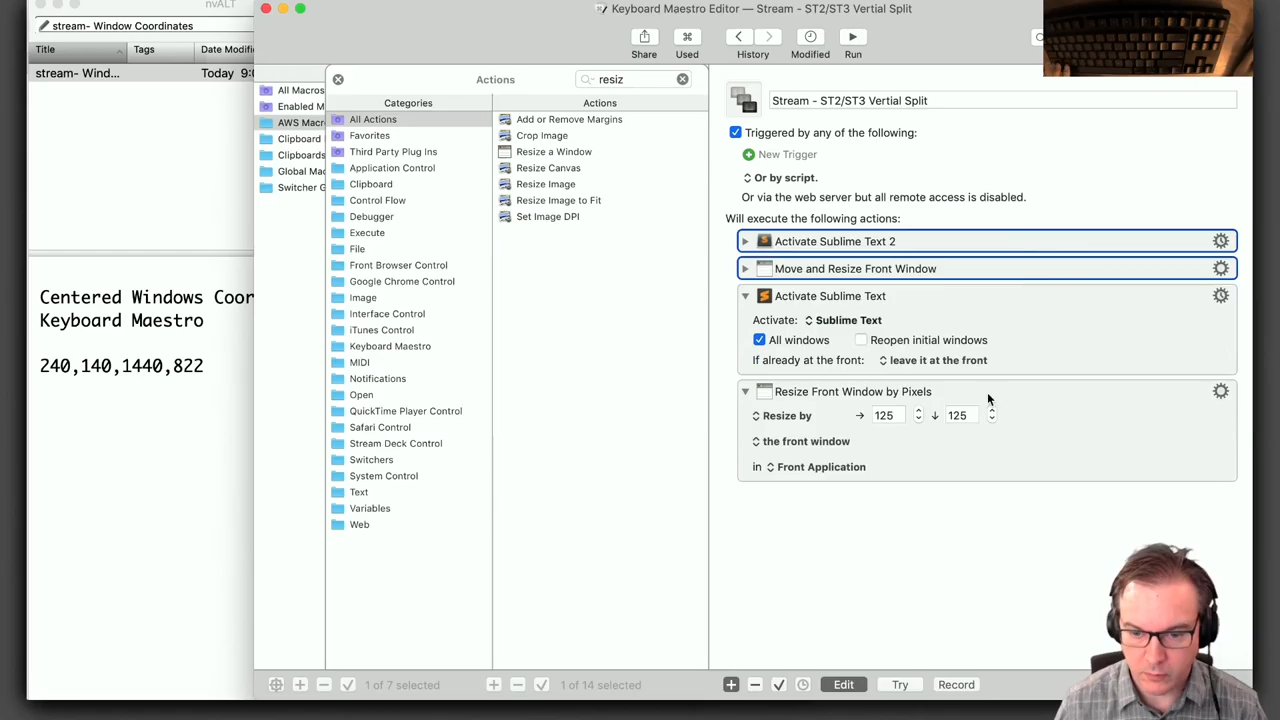 nvALT
stream- Window Coordinates
Title
Tags
Date Modifi
stream- Wind...
Today 9:0
Centered Windows Coor
Keyboard Maestro
240,140,1440,822
Keyboard Maestro Editor — Stream - ST2/ST3 Vertial Split
Share
Used
History
Modified
Run
All Macros
Enabled M
AWS Macr
Clipboard
Clipboards
Global Mac
Switcher G
Actions
resiz
Categories
Actions
All Actions
Favorites
Third Party Plug Ins
Application Control
Clipboard
Control Flow
Debugger
Execute
File
Front Browser Control
Google Chrome Control
Image
Interface Control
iTunes Control
Keyboard Maestro
MIDI
Notifications
Open
QuickTime Player Control
Safari Control
Stream Deck Control
Switchers
System Control
Text
Variables
Web
Add or Remove Margins
Crop Image
Resize a Window
Resize Canvas
Resize Image
Resize Image to Fit
Set Image DPI
Stream - ST2/ST3 Vertial Split
Triggered by any of the following:
New Trigger
Or by script.
Or via the web server but all remote access is disabled.
Will execute the following actions:
Activate Sublime Text 2
Move and Resize Front Window
Activate Sublime Text
Activate: Sublime Text
All windows Reopen initial windows
If already at the front: leave it at the front
Resize Front Window by Pixels
Resize by → 125 ↓ 125
the front window
in Front Application
1 of 7 selected
1 of 14 selected
Edit
Try
Record